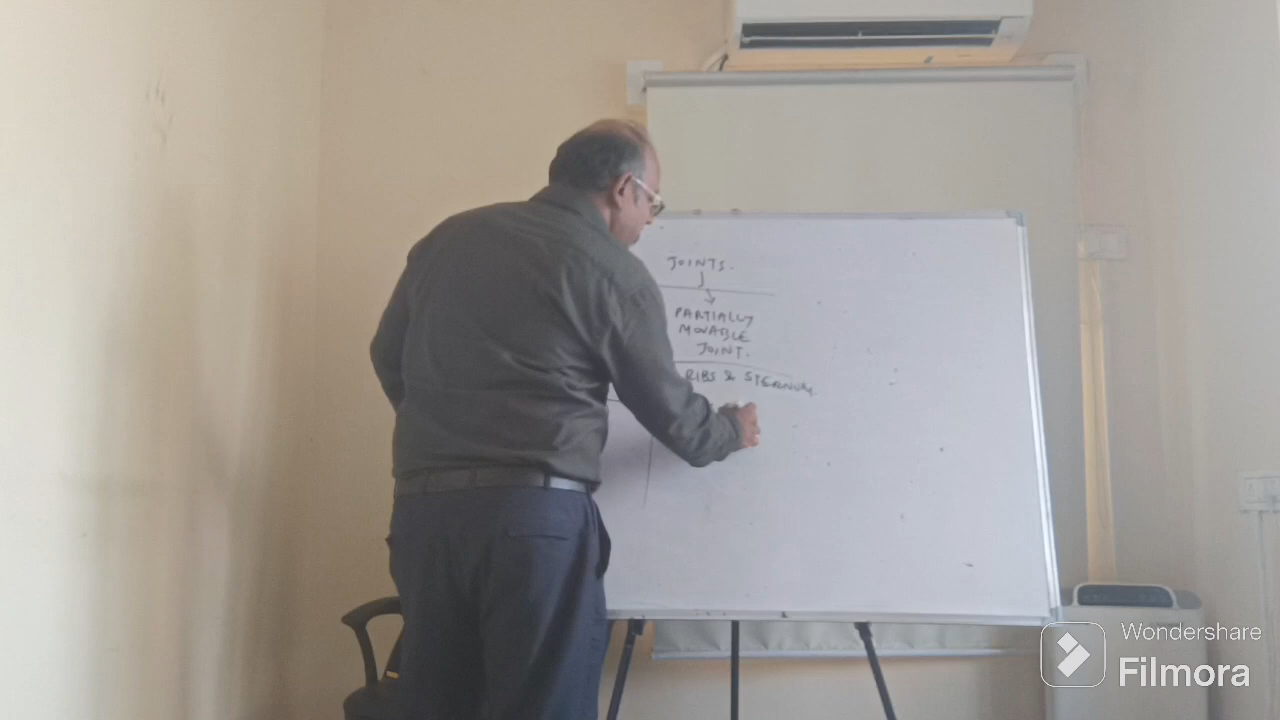 JOINTS.
PARTIALLY
MOVABLE
JOINT.
RIBS & STERNUM
Wondershare
Filmora